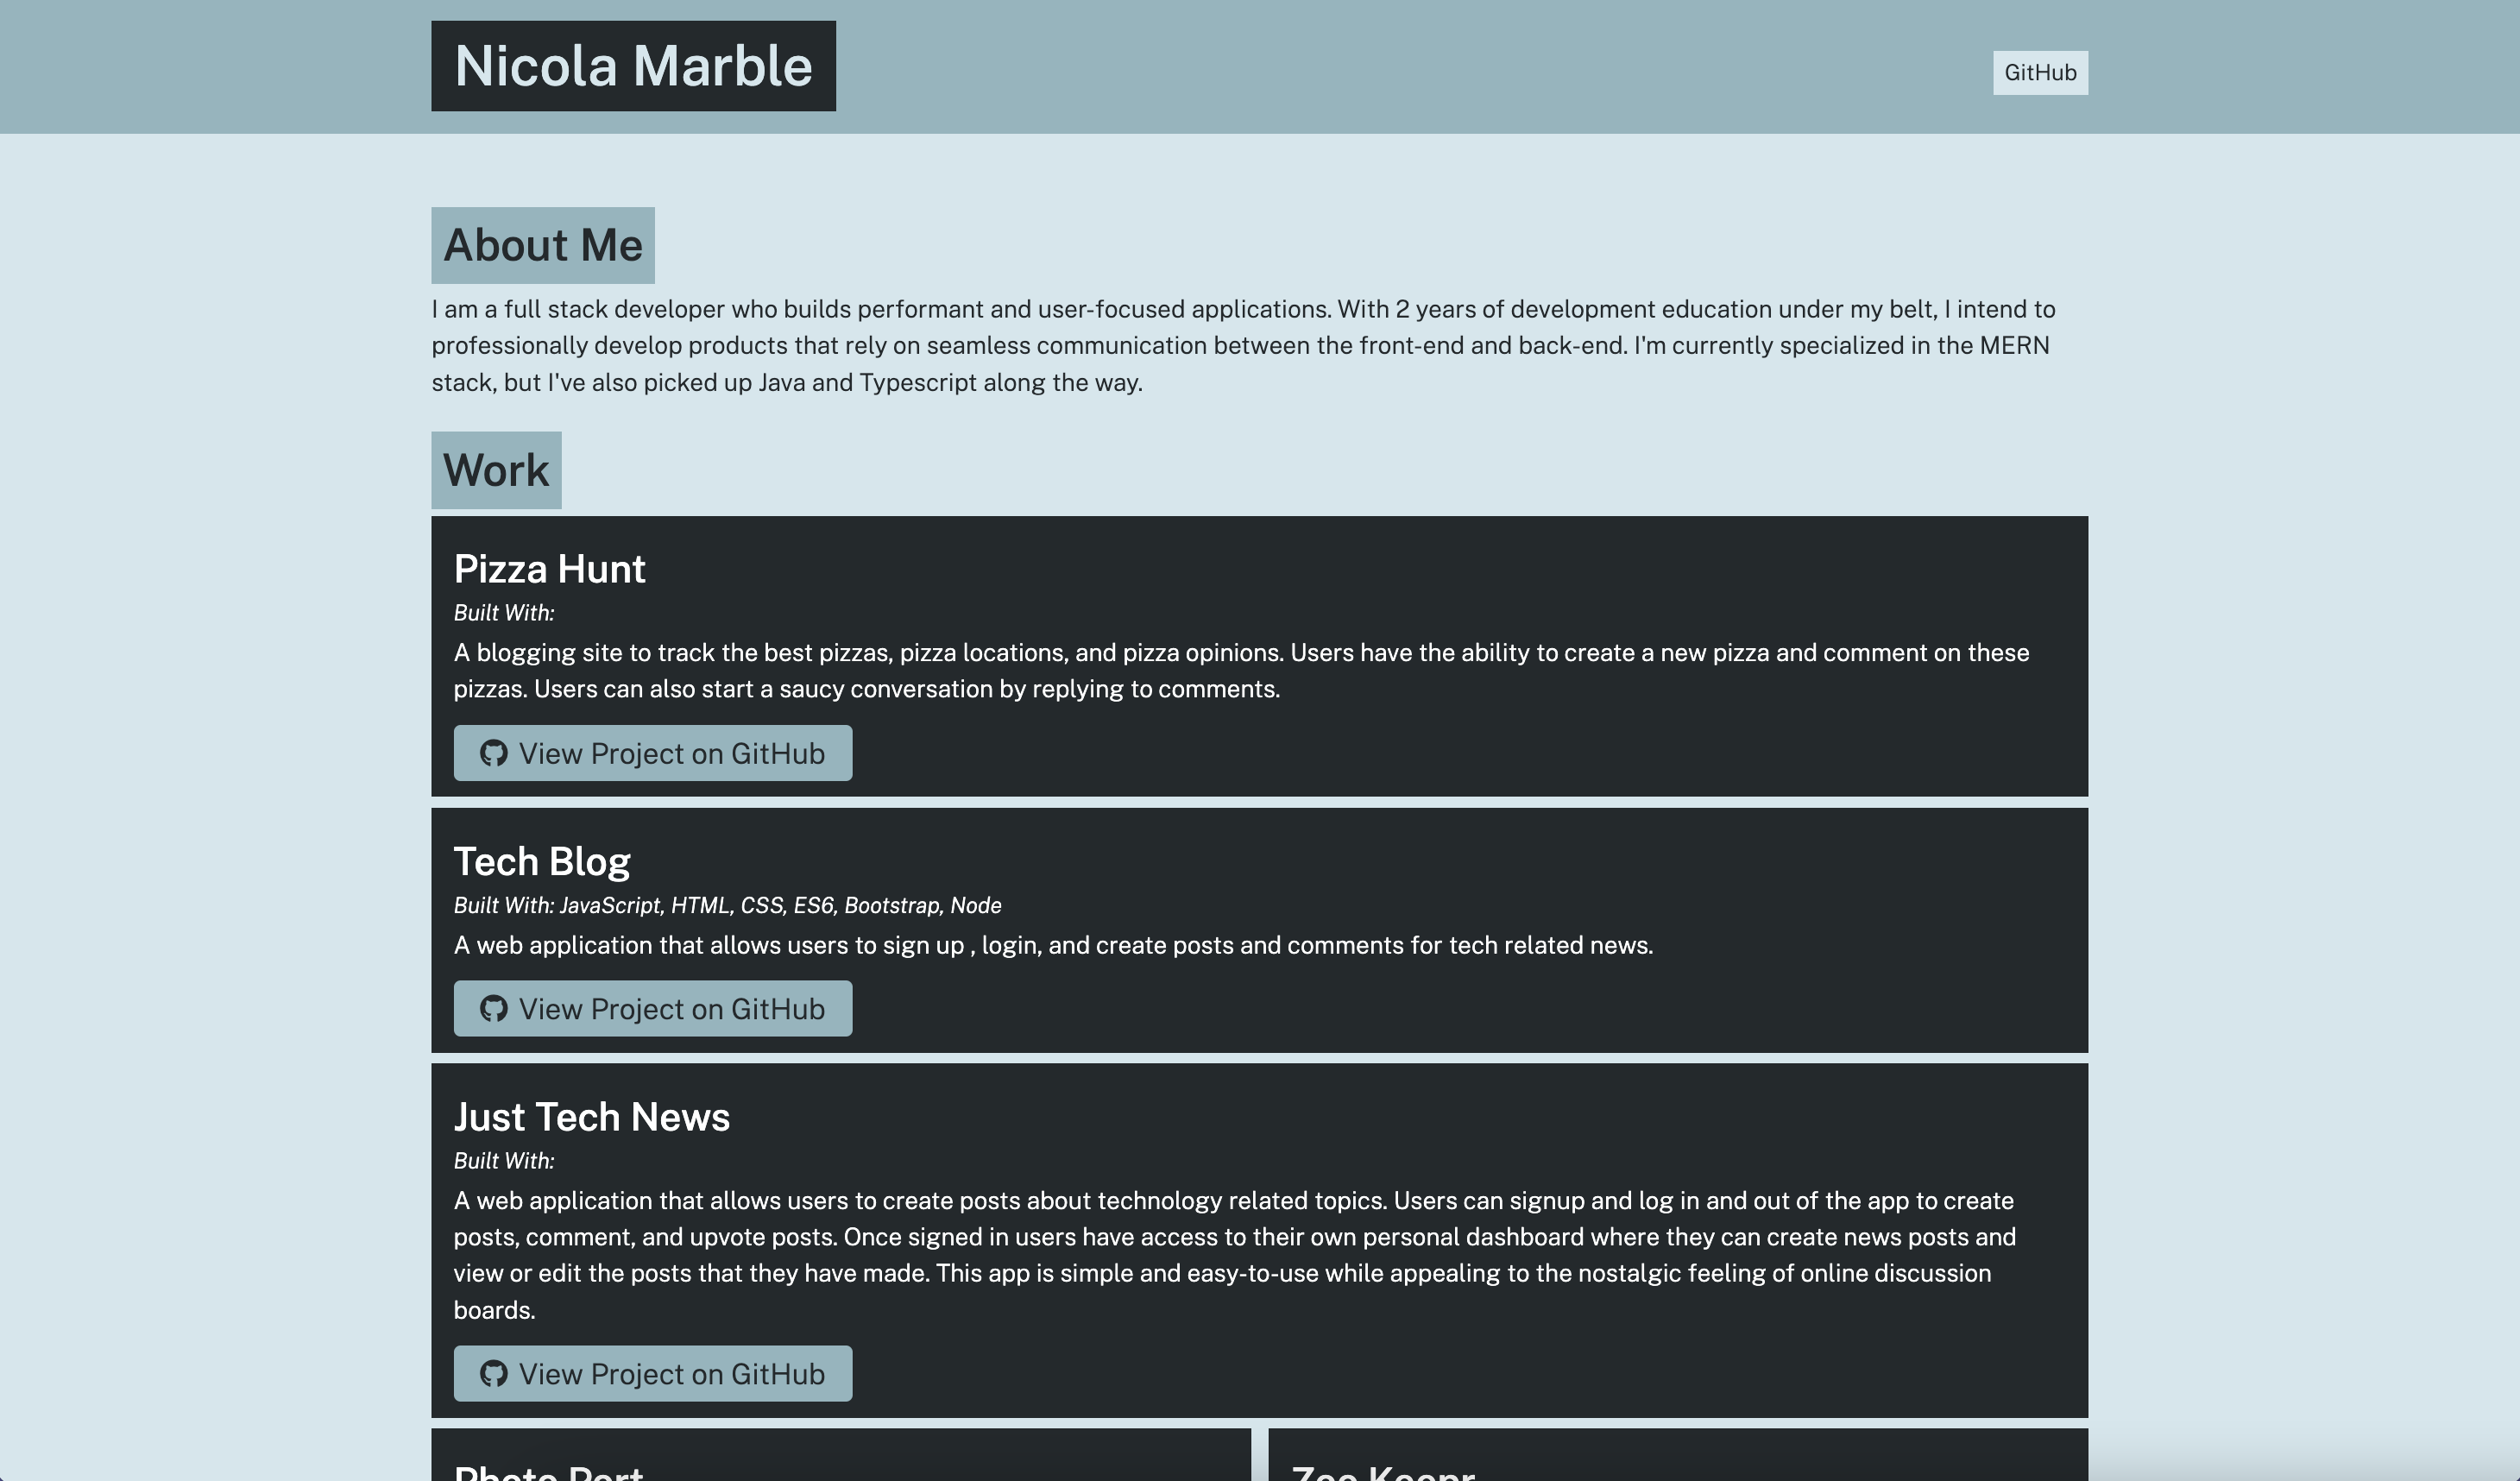 Nicola Marble
GitHub
About Me
I am a full stack developer who builds performant and user-focused applications. With 2 years of development education under my belt, I intend to
professionally develop products that rely on seamless communication between the front-end and back-end. I'm currently specialized in the MERN
stack, but I've also picked up Java and Typescript along the way.
Work
Pizza Hunt
Built With:
A blogging site to track the best pizzas, pizza locations, and pizza opinions. Users have the ability to create a new pizza and comment on these
pizzas. Users can also start a saucy conversation by replying to comments.
View Project on GitHub
Tech Blog
Built With: JavaScript, HTML, CSS, ES6, Bootstrap, Node
A web application that allows users to sign up , login, and create posts and comments for tech related news.
View Project on GitHub
Just Tech News
Built With:
A web application that allows users to create posts about technology related topics. Users can signup and log in and out of the app to create
posts, comment, and upvote posts. Once signed in users have access to their own personal dashboard where they can create news posts and
view or edit the posts that they have made. This app is simple and easy-to-use while appealing to the nostalgic feeling of online discussion
boards.
View Project on GitHub
Photo Port
Zoo Keepr